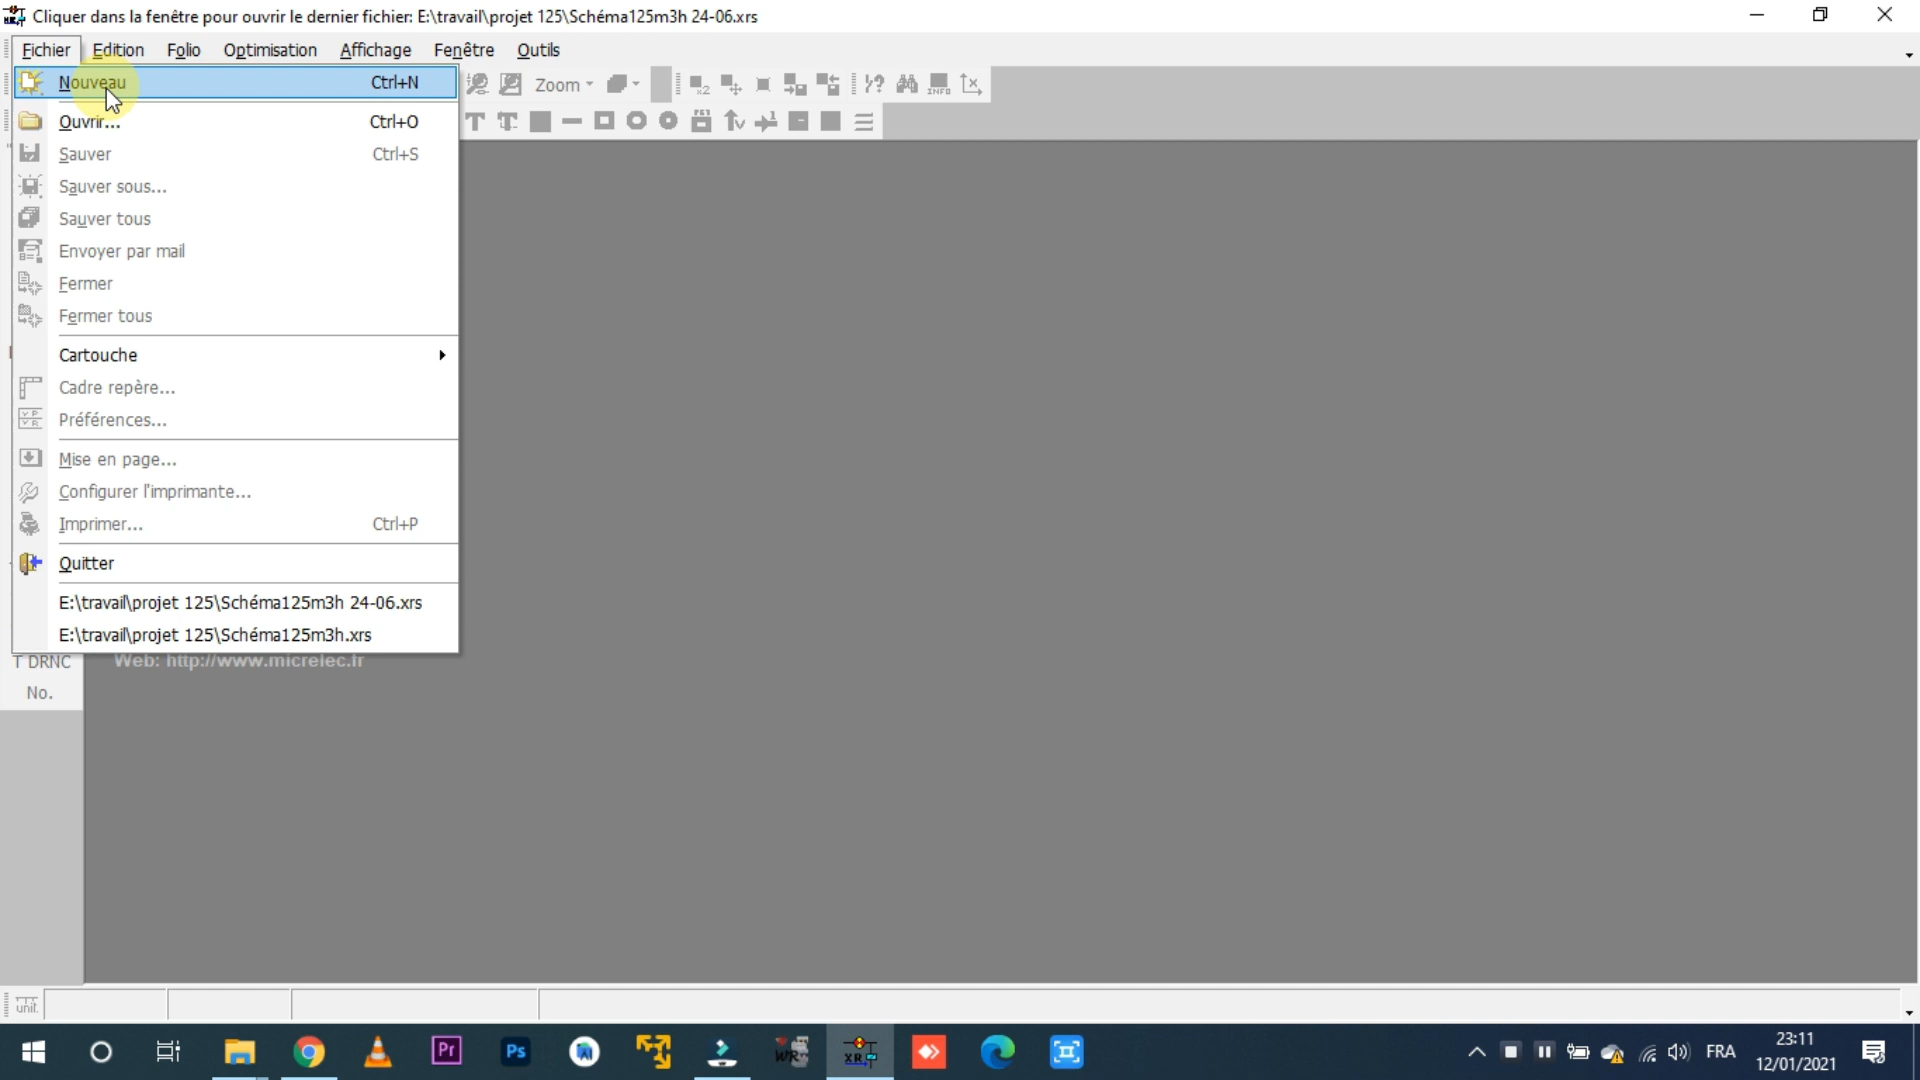 Cliquer dans la fenêtre pour ouvrir le dernier fichier: E:\travail\projet 125\Schéma125m3h 24-06.xrs
Fichier Edition Folio Optimisation Affichage Fenêtre Outils
Nouveau Ctrl+N
Zoom
Ouvrir... Ctrl+O
Sauver Ctrl+S
Sauver sous...
Sauver tous
Envoyer par mail
Fermer
Fermer tous
Cartouche
Cadre repère...
Préférences...
Mise en page...
Configurer l'imprimante...
Imprimer... Ctrl+P
Quitter
E:\travail\projet 125\Schéma125m3h 24-06.xrs
E:\travail\projet 125\Schéma125m3h.xrs
T DRNC
Web: http://www.micrelec.fr
No.
unit.
Pr Ps WR XR FRA
23:11
12/01/2021